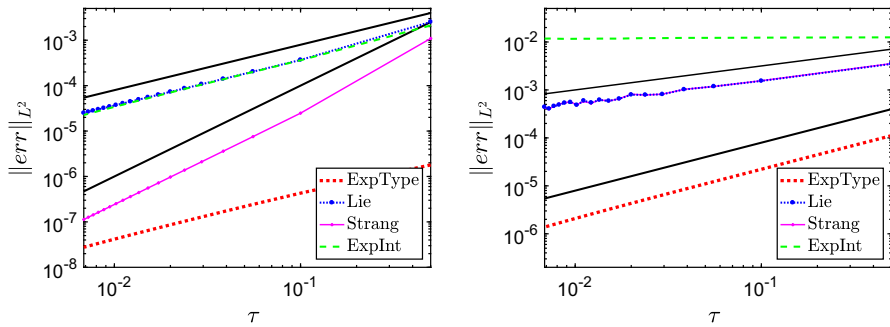 10^-3
10^-4
10^-5
10^-6
10^-7
10^-8
||err||_{L^2}
10^-2
10^-1
τ
ExpType
Lie
Strang
ExpInt
10^-2
10^-3
10^-4
10^-5
10^-6
||err||_{L^2}
10^-2
10^-1
τ
ExpType
Lie
Strang
ExpInt